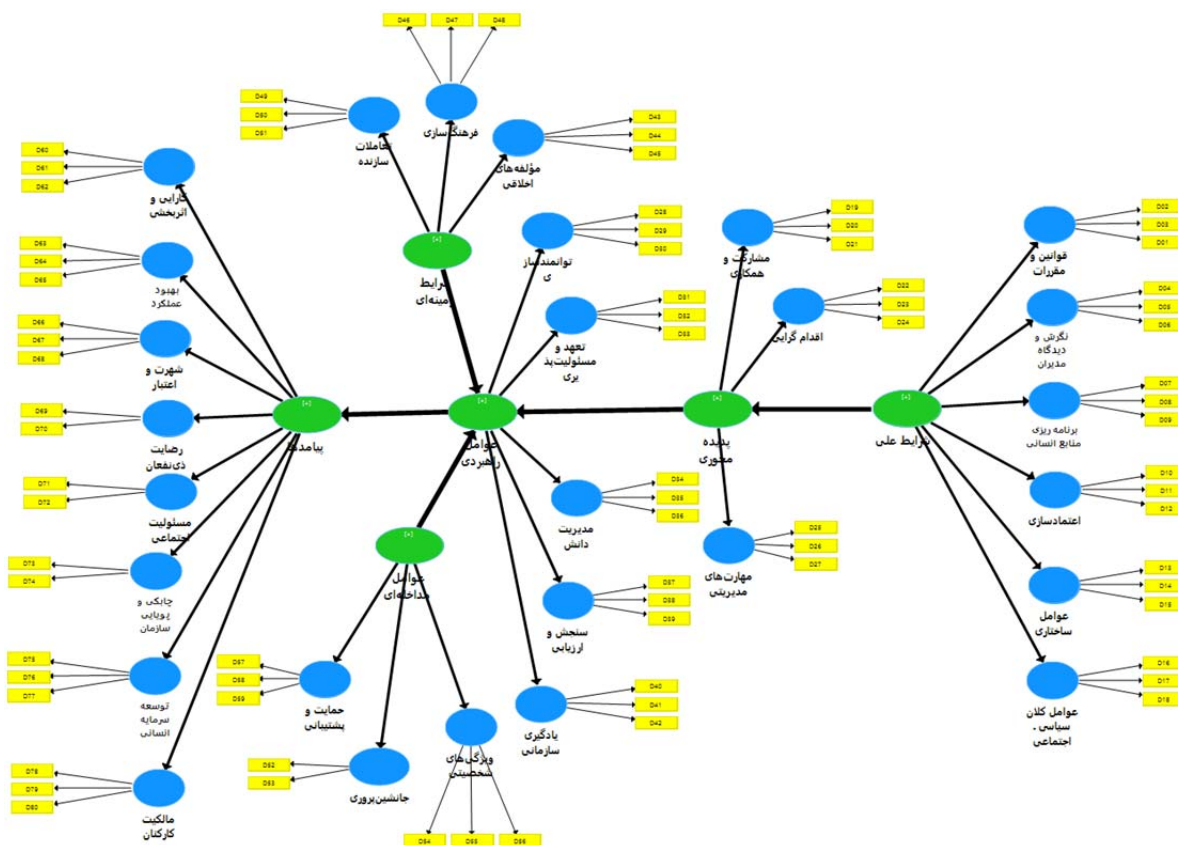 D46
D47
D48
D49
D50
D51
تعاملات
سازنده
فرهنگ‌سازی
مؤلفه‌های
اخلاقی
D43
D44
D45
D60
D61
D62
کارایی و
اثربخشی
[+]
شرایط
زمینه‌ای
D28
D29
D30
توانمندساز
ی
D19
D20
D21
مشارکت و
همکاری
D02
D03
D01
قوانین و
مقررات
D63
D64
D65
بهبود
عملکرد
D31
D32
D33
تعهد و
مسئولیت‌پذ
یری
D22
D23
D24
اقدام گرایی
D04
D05
D06
نگرش و
دیدگاه
مدیران
D66
D67
D68
شهرت و
اعتبار
[+]
پیامدها
[+]
عوامل
راهبردی
[+]
پدیده
محوری
[+]
شرایط علی
D07
D08
D09
برنامه ریزی
منابع انسانی
D69
D70
رضایت
ذی‌نفعان
D71
D72
مسئولیت
اجتماعی
D34
D35
D36
مدیریت
دانش
D10
D11
D12
اعتمادسازی
[+]
عوامل
مداخله‌ای
D25
D26
D27
مهارت‌های
مدیریتی
D73
D74
چابکی و
پویایی
سازمان
D37
D38
D39
سنجش و
ارزیابی
D13
D14
D15
عوامل
ساختاری
D75
D76
D77
توسعه
سرمایه
انسانی
D57
D58
D59
حمایت و
پشتیبانی
D40
D41
D42
یادگیری
سازمانی
D16
D17
D18
عوامل کلان
سیاسی ـ
اجتماعی
D78
D79
D80
مالکیت
کارکنان
D52
D53
جانشین‌پروری
ویژگی‌های
شخصیتی
D54
D55
D56